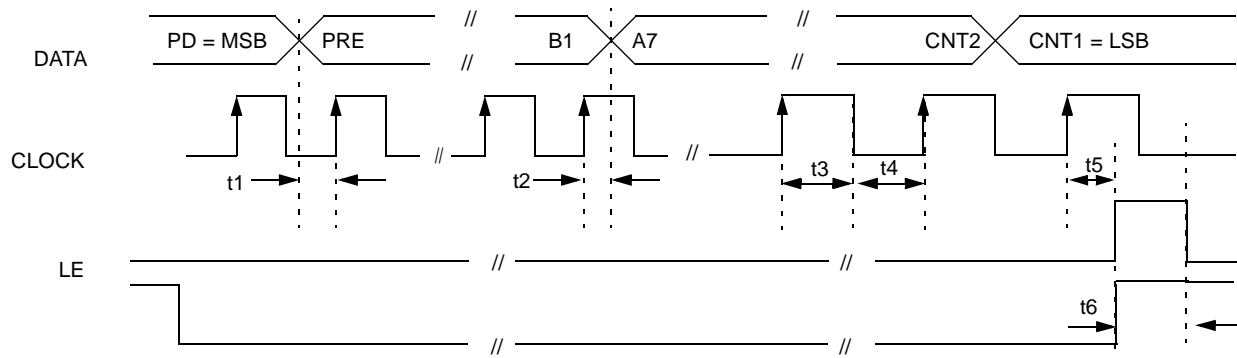 PD = MSB PRE // B1 A7 // CNT2 CNT1 = LSB
DATA // //
CLOCK // //
t1 t2 t3 t4 t5
LE // //
t6
// //